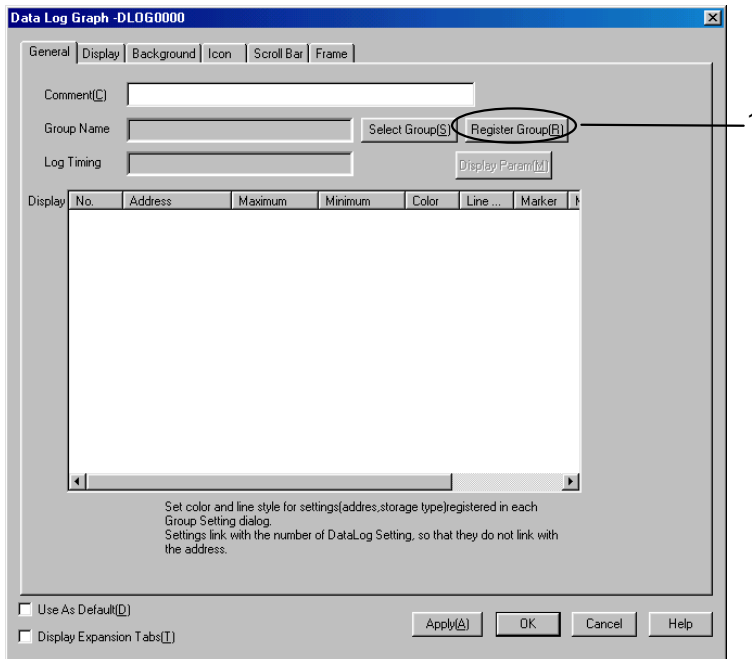 Data Log Graph -DLOG0000
General Display Background Icon Scroll Bar Frame
Comment(C)
Group Name Select Group(S) Register Group(R) 1
Log Timing Display Param(M)
Display No. Address Maximum Minimum Color Line ... Marker
Set color and line style for settings(addres,storage type)registered in each
Group Setting dialog.
Settings link with the number of DataLog Setting, so that they do not link with
the address.
Use As Default(D)
Apply(A) OK Cancel Help
Display Expansion Tabs(T)